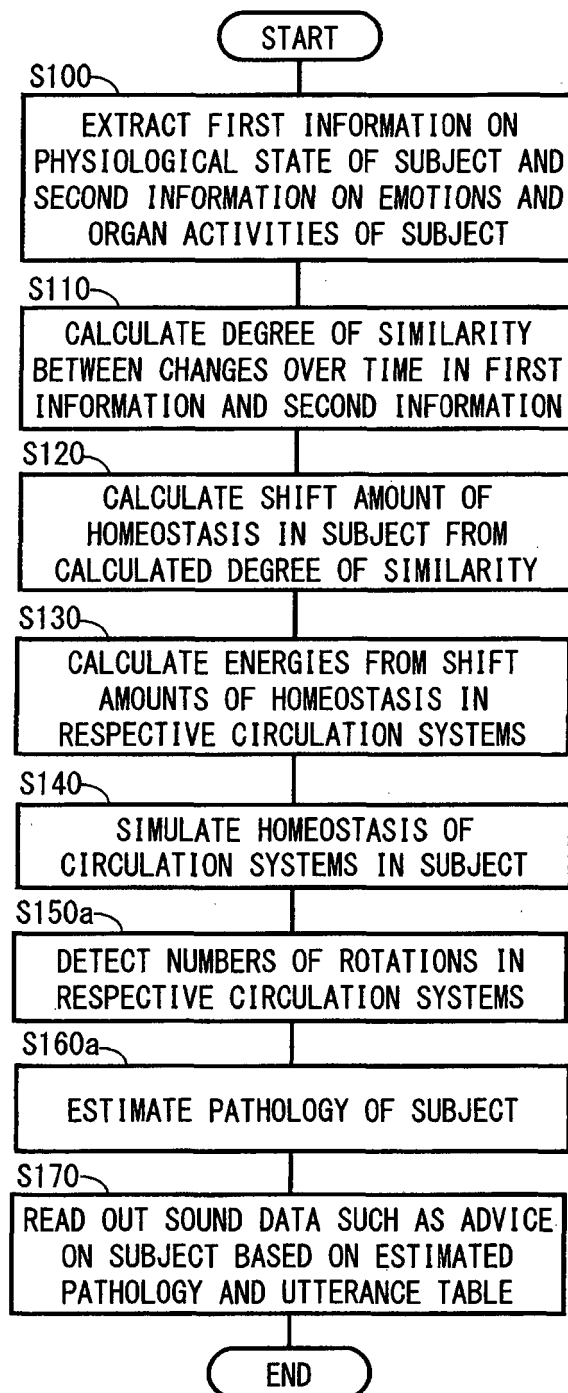 START
S100
EXTRACT FIRST INFORMATION ON
PHYSIOLOGICAL STATE OF SUBJECT AND
SECOND INFORMATION ON EMOTIONS AND
ORGAN ACTIVITIES OF SUBJECT
S110
CALCULATE DEGREE OF SIMILARITY
BETWEEN CHANGES OVER TIME IN FIRST
INFORMATION AND SECOND INFORMATION
S120
CALCULATE SHIFT AMOUNT OF
HOMEOSTASIS IN SUBJECT FROM
CALCULATED DEGREE OF SIMILARITY
S130
CALCULATE ENERGIES FROM SHIFT
AMOUNTS OF HOMEOSTASIS IN
RESPECTIVE CIRCULATION SYSTEMS
S140
SIMULATE HOMEOSTASIS OF
CIRCULATION SYSTEMS IN SUBJECT
S150a
DETECT NUMBERS OF ROTATIONS IN
RESPECTIVE CIRCULATION SYSTEMS
S160a
ESTIMATE PATHOLOGY OF SUBJECT
S170
READ OUT SOUND DATA SUCH AS ADVICE
ON SUBJECT BASED ON ESTIMATED
PATHOLOGY AND UTTERANCE TABLE
END